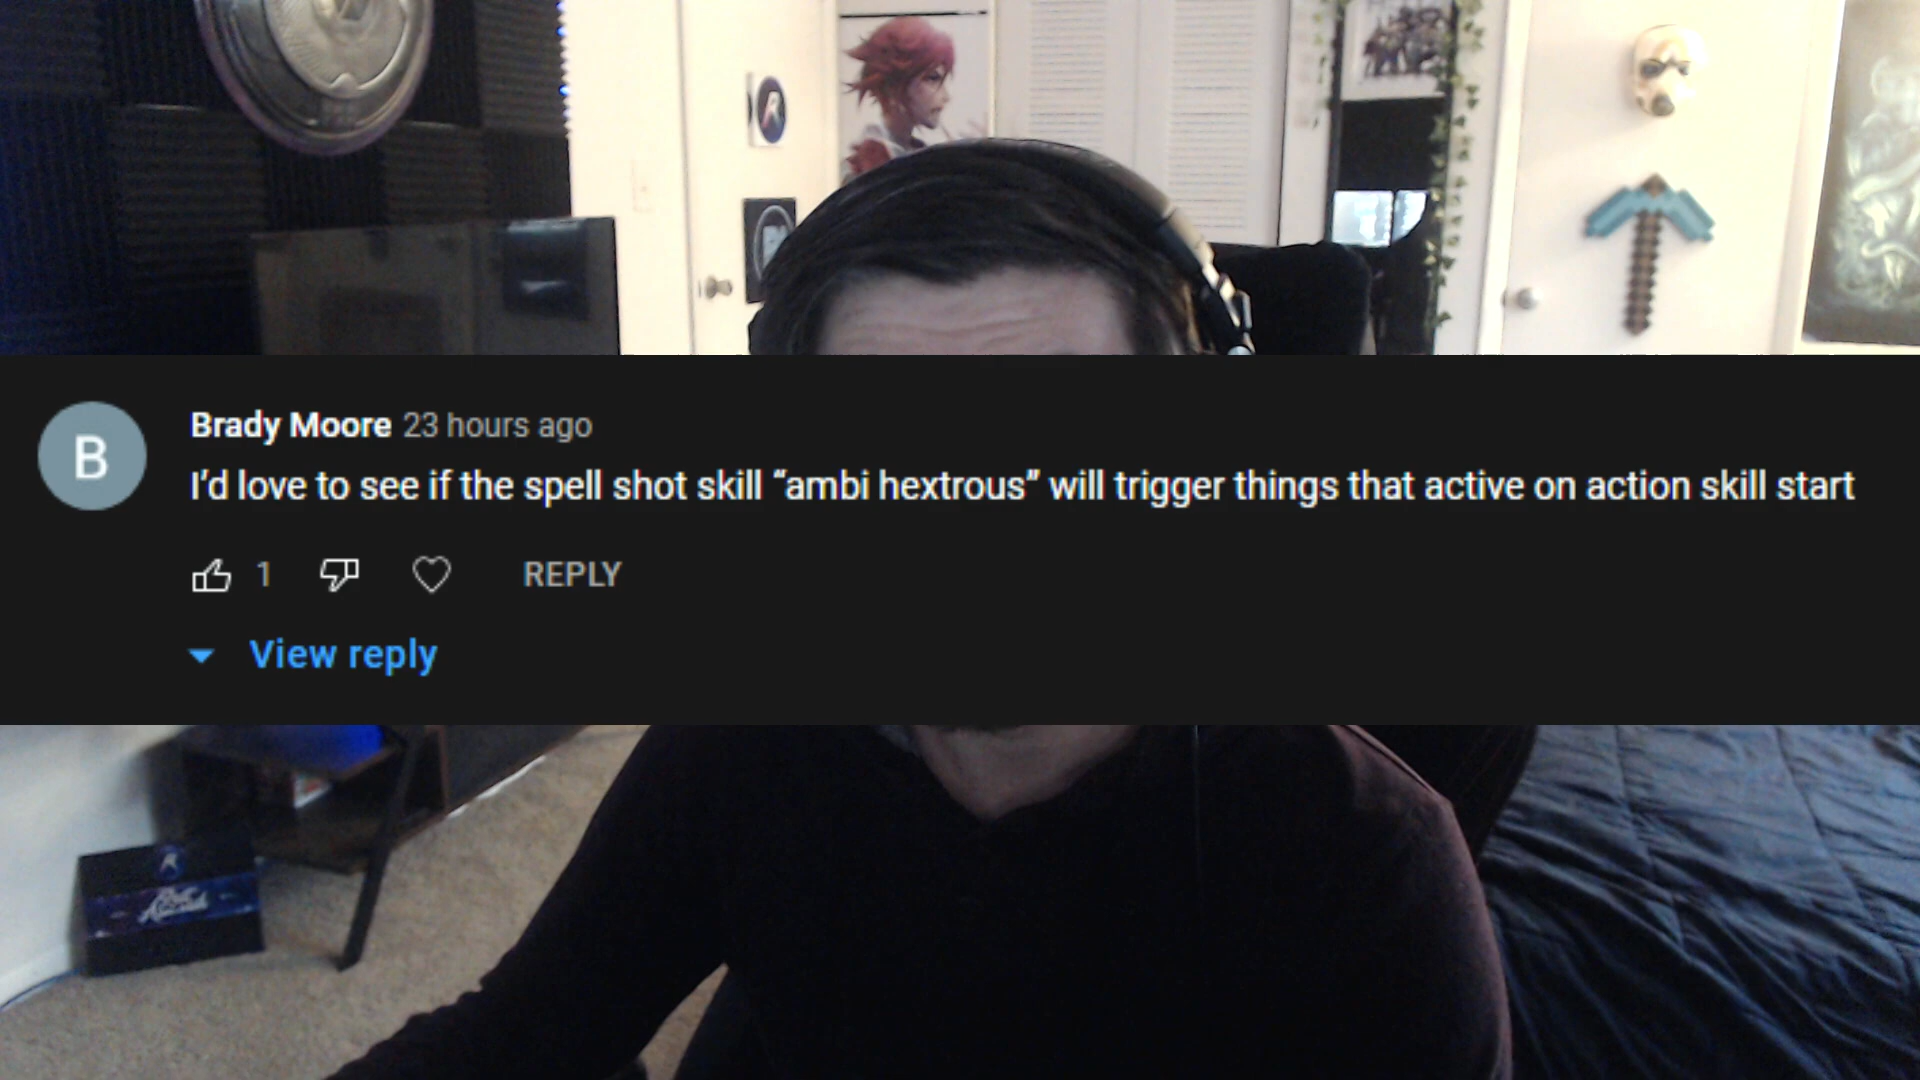 B
Brady Moore 23 hours ago
I’d love to see if the spell shot skill “ambi hextrous” will trigger things that active on action skill start
1
REPLY
View reply
R
R